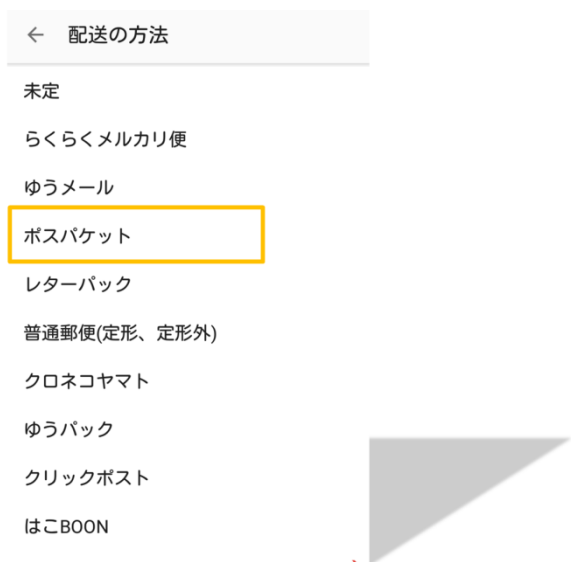 ← 配送の方法
未定
らくらくメルカリ便
ゆうメール
ポスパケット
レターパック
普通郵便(定形、定形外)
クロネコヤマト
ゆうパック
クリックポスト
はこBOON